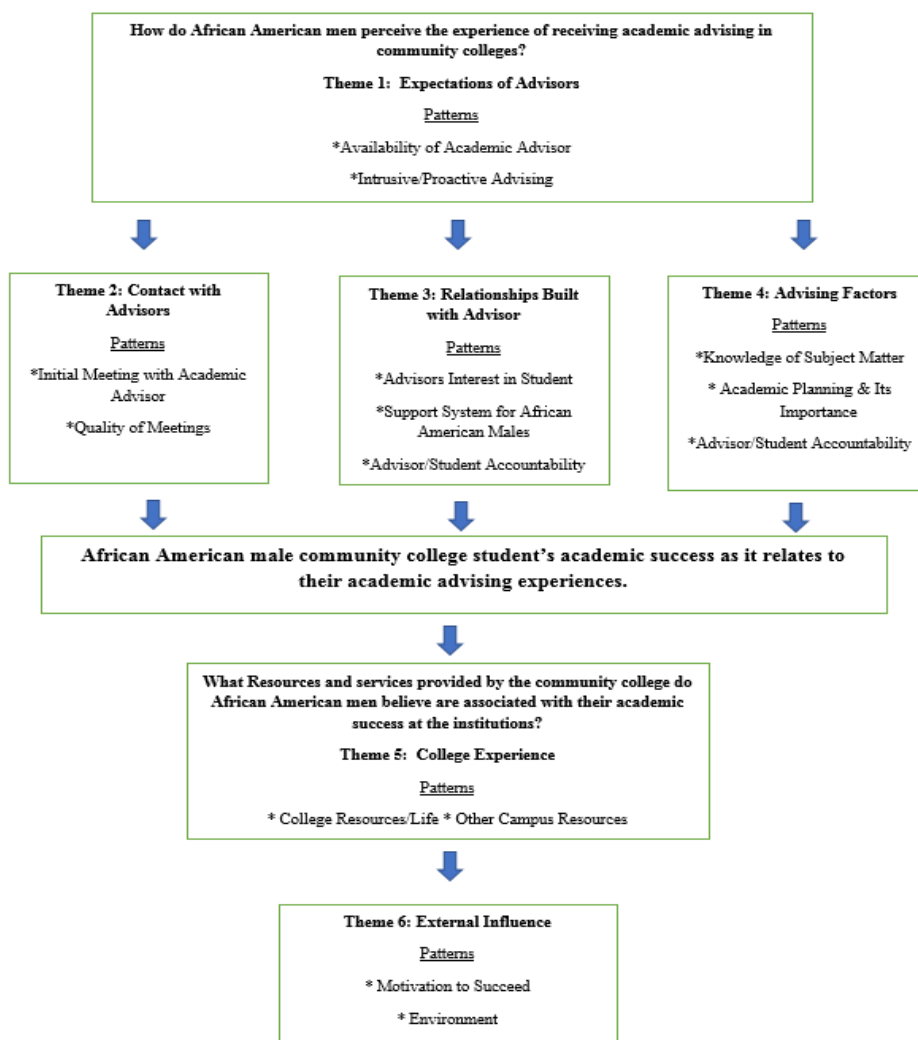 How do African American men perceive the experience of receiving academic advising in
community colleges?
Theme 1: Expectations of Advisors
Patterns
*Availability of Academic Advisor
*Intrusive/Proactive Advising
Theme 2: Contact with
Advisors
Patterns
*Initial Meeting with Academic
Advisor
*Quality of Meetings
Theme 3: Relationships Built
with Advisor
Patterns
*Advisors Interest in Student
*Support System for African
American Males
*Advisor/Student Accountability
Theme 4: Advising Factors
Patterns
*Knowledge of Subject Matter
* Academic Planning & Its
Importance
*Advisor/Student Accountability
African American male community college student’s academic success as it relates to
their academic advising experiences.
What Resources and services provided by the community college do
African American men believe are associated with their academic
success at the institutions?
Theme 5: College Experience
Patterns
* College Resources/Life * Other Campus Resources
Theme 6: External Influence
Patterns
* Motivation to Succeed
* Environment